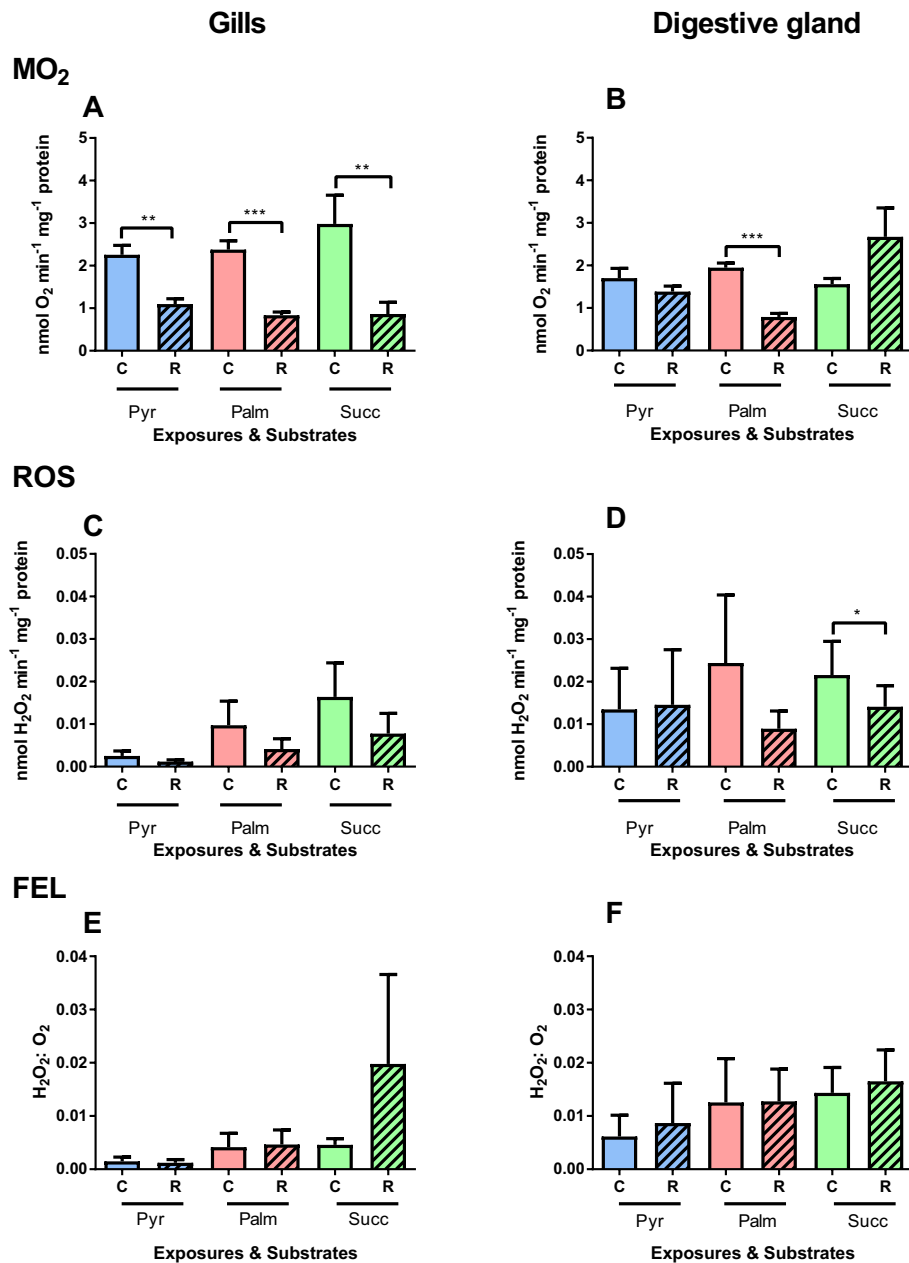 Gills Digestive gland
MO₂
A
nmol O₂ min⁻¹ mg⁻¹ protein
5
4
3
2
1
0
** *** **
C R C R C R
Pyr Palm Succ
Exposures & Substrates
B
nmol O₂ min⁻¹ mg⁻¹ protein
5
4
3
2
1
0
***
C R C R C R
Pyr Palm Succ
Exposures & Substrates
ROS
C
nmol H₂O₂ min⁻¹ mg⁻¹ protein
0.05
0.04
0.03
0.02
0.01
0.00
C R C R C R
Pyr Palm Succ
Exposures & Substrates
D
nmol H₂O₂ min⁻¹ mg⁻¹ protein
0.05
0.04
0.03
0.02
0.01
0.00
*
C R C R C R
Pyr Palm Succ
Exposures & Substrates
FEL
E
H₂O₂: O₂
0.04
0.03
0.02
0.01
0.00
C R C R C R
Pyr Palm Succ
Exposures & Substrates
F
H₂O₂: O₂
0.04
0.03
0.02
0.01
0.00
C R C R C R
Pyr Palm Succ
Exposures & Substrates